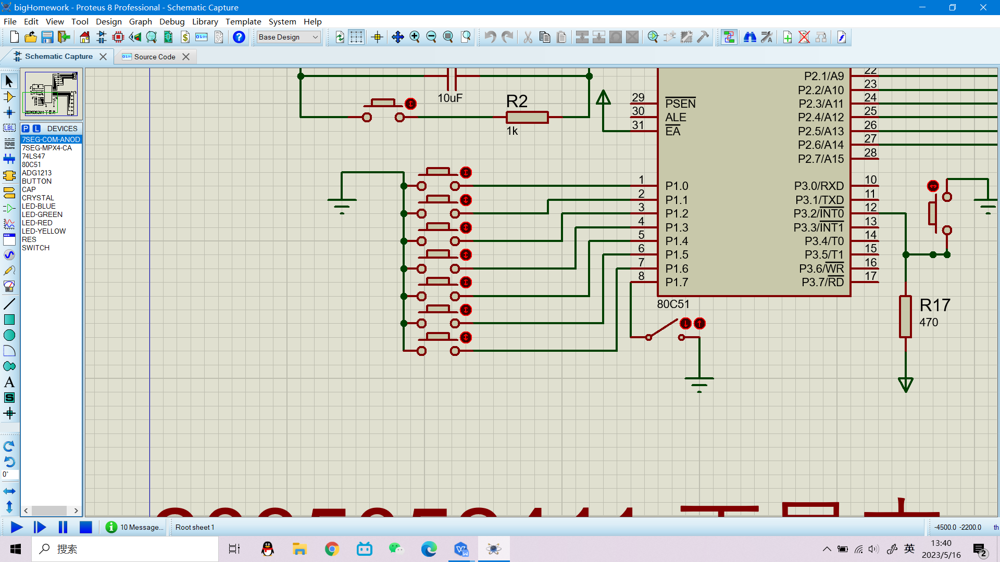 bigHomework - Proteus 8 Professional - Schematic Capture
File Edit View Tool Design Graph Debug Library Template System Help
Base Design
Schematic Capture
Source Code
P L DEVICES
7SEG-COM-ANOD
7SEG-MPX4-CA
74LS47
80C51
ADG1213
BUTTON
CAP
CRYSTAL
LED-BLUE
LED-GREEN
LED-RED
LED-YELLOW
RES
SWITCH
LBL
A
S
0°
10uF
R2
1k
29 PSEN
30 ALE
31 EA
P2.1/A9 22
P2.2/A10 23
P2.3/A11 24
P2.4/A12 25
P2.5/A13 26
P2.6/A14 27
P2.7/A15 28
1 P1.0
2 P1.1
3 P1.2
4 P1.3
5 P1.4
6 P1.5
7 P1.6
8 P1.7
P3.0/RXD 10
P3.1/TXD 11
P3.2/INT0 12
P3.3/INT1 13
P3.4/T0 14
P3.5/T1 15
P3.6/WR 16
P3.7/RD 17
80C51
R17
470
10 Message...
Root sheet 1
-4500.0 -2200.0 th
搜索
英
13:40
2023/5/16
2